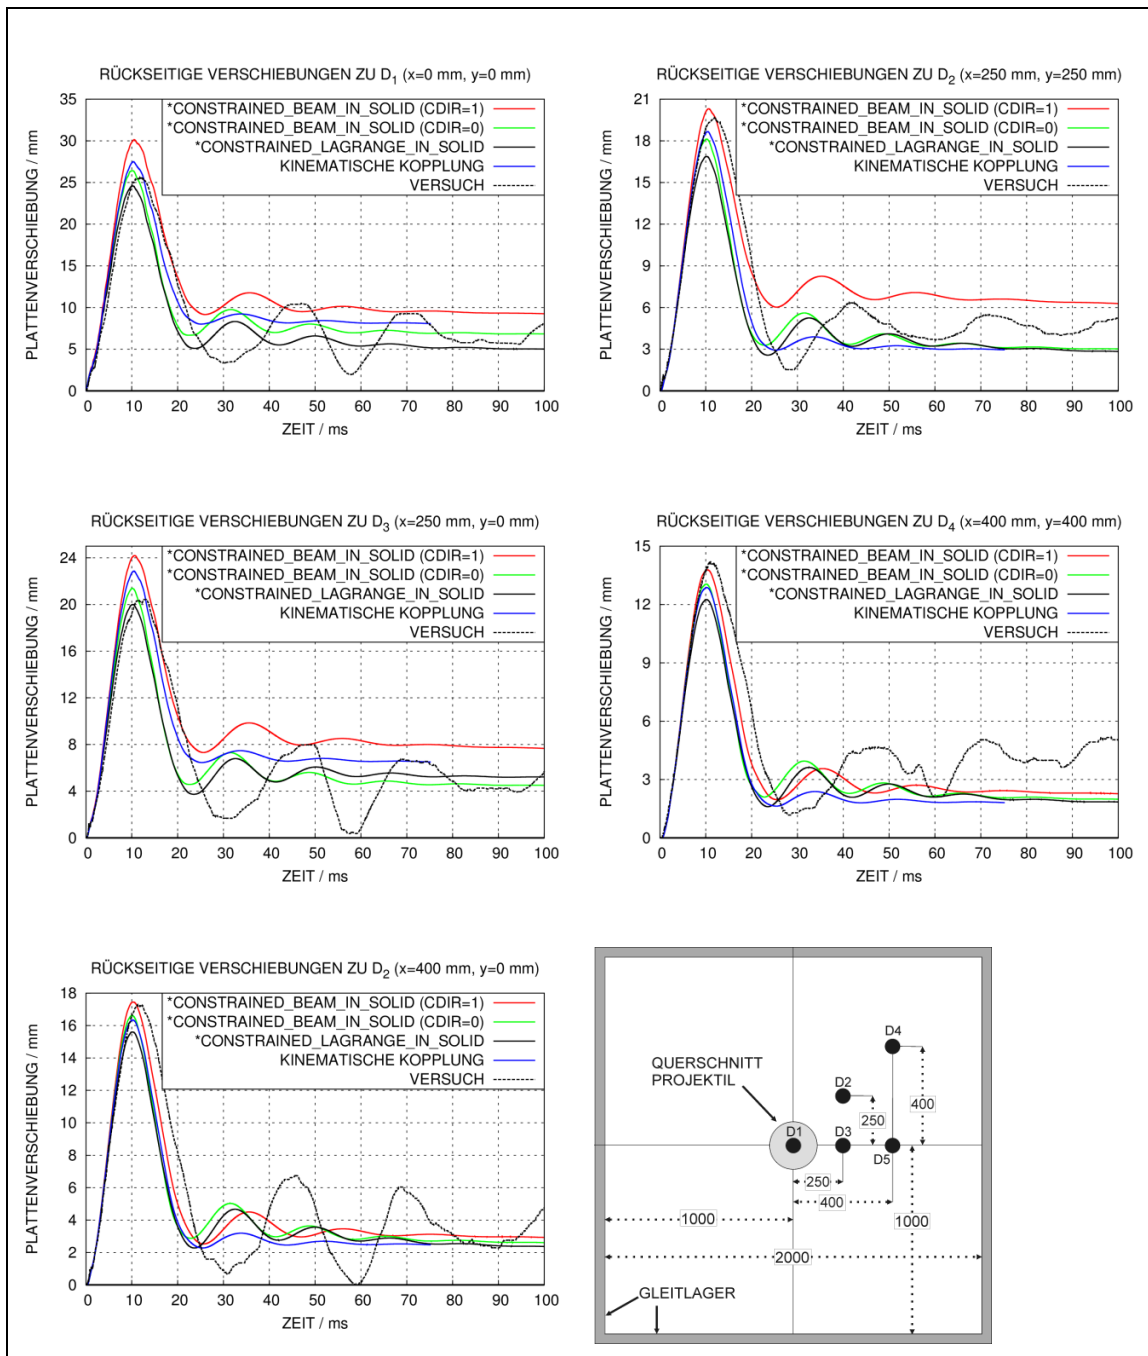 RÜCKSEITIGE VERSCHIEBUNGEN ZU D1 (x=0 mm, y=0 mm)
PLATTENVERSCHIEBUNG / mm
35
30
25
20
15
10
5
0
*CONSTRAINED_BEAM_IN_SOLID (CDIR=1)
*CONSTRAINED_BEAM_IN_SOLID (CDIR=0)
*CONSTRAINED_LAGRANGE_IN_SOLID
KINEMATISCHE KOPPLUNG
VERSUCH
0 10 20 30 40 50 60 70 80 90 100
ZEIT / ms
RÜCKSEITIGE VERSCHIEBUNGEN ZU D2 (x=250 mm, y=250 mm)
PLATTENVERSCHIEBUNG / mm
21
18
15
12
9
6
3
0
*CONSTRAINED_BEAM_IN_SOLID (CDIR=1)
*CONSTRAINED_BEAM_IN_SOLID (CDIR=0)
*CONSTRAINED_LAGRANGE_IN_SOLID
KINEMATISCHE KOPPLUNG
VERSUCH
0 10 20 30 40 50 60 70 80 90 100
ZEIT / ms
RÜCKSEITIGE VERSCHIEBUNGEN ZU D3 (x=250 mm, y=0 mm)
PLATTENVERSCHIEBUNG / mm
24
20
16
12
8
4
0
*CONSTRAINED_BEAM_IN_SOLID (CDIR=1)
*CONSTRAINED_BEAM_IN_SOLID (CDIR=0)
*CONSTRAINED_LAGRANGE_IN_SOLID
KINEMATISCHE KOPPLUNG
VERSUCH
0 10 20 30 40 50 60 70 80 90 100
ZEIT / ms
RÜCKSEITIGE VERSCHIEBUNGEN ZU D4 (x=400 mm, y=400 mm)
PLATTENVERSCHIEBUNG / mm
15
12
9
6
3
0
*CONSTRAINED_BEAM_IN_SOLID (CDIR=1)
*CONSTRAINED_BEAM_IN_SOLID (CDIR=0)
*CONSTRAINED_LAGRANGE_IN_SOLID
KINEMATISCHE KOPPLUNG
VERSUCH
0 10 20 30 40 50 60 70 80 90 100
ZEIT / ms
RÜCKSEITIGE VERSCHIEBUNGEN ZU D2 (x=400 mm, y=0 mm)
PLATTENVERSCHIEBUNG / mm
18
16
14
12
10
8
6
4
2
0
*CONSTRAINED_BEAM_IN_SOLID (CDIR=1)
*CONSTRAINED_BEAM_IN_SOLID (CDIR=0)
*CONSTRAINED_LAGRANGE_IN_SOLID
KINEMATISCHE KOPPLUNG
VERSUCH
0 10 20 30 40 50 60 70 80 90 100
ZEIT / ms
D4
QUERSCHNITT
PROJEKTIL
D2
400
250
D1
D3
D5
250
400
1000
1000
2000
GLEITLAGER